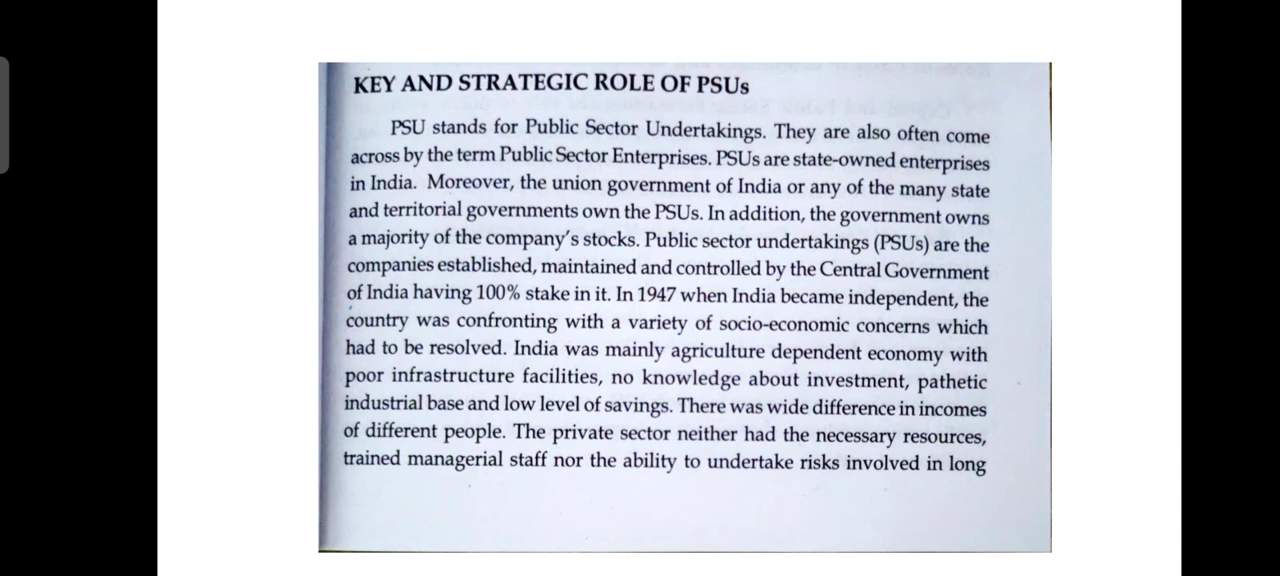 KEY AND STRATEGIC ROLE OF PSUs
PSU stands for Public Sector Undertakings. They are also often come
across by the term Public Sector Enterprises. PSUs are state-owned enterprises
in India. Moreover, the union government of India or any of the many state
and territorial governments own the PSUs. In addition, the government owns
a majority of the company's stocks. Public sector undertakings (PSUs) are the
companies established, maintained and controlled by the Central Government
of India having 100% stake in it. In 1947 when India became independent, the
country was confronting with a variety of socio-economic concerns which
had to be resolved. India was mainly agriculture dependent economy with
poor infrastructure facilities, no knowledge about investment, pathetic
industrial base and low level of savings. There was wide difference in incomes
of different people. The private sector neither had the necessary resources,
trained managerial staff nor the ability to undertake risks involved in long